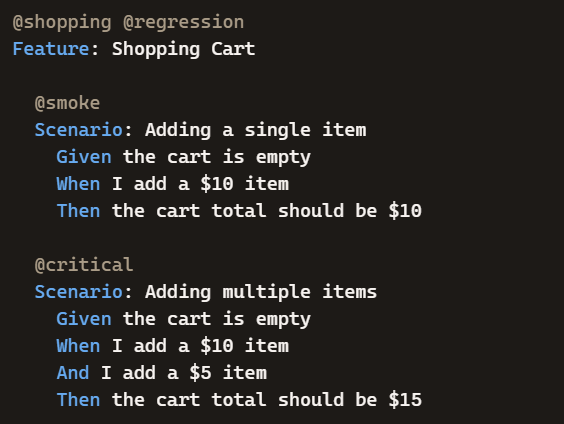 @shopping @regression
Feature: Shopping Cart
@smoke
Scenario: Adding a single item
Given the cart is empty
When I add a $10 item
Then the cart total should be $10
@critical
Scenario: Adding multiple items
Given the cart is empty
When I add a $10 item
And I add a $5 item
Then the cart total should be $15